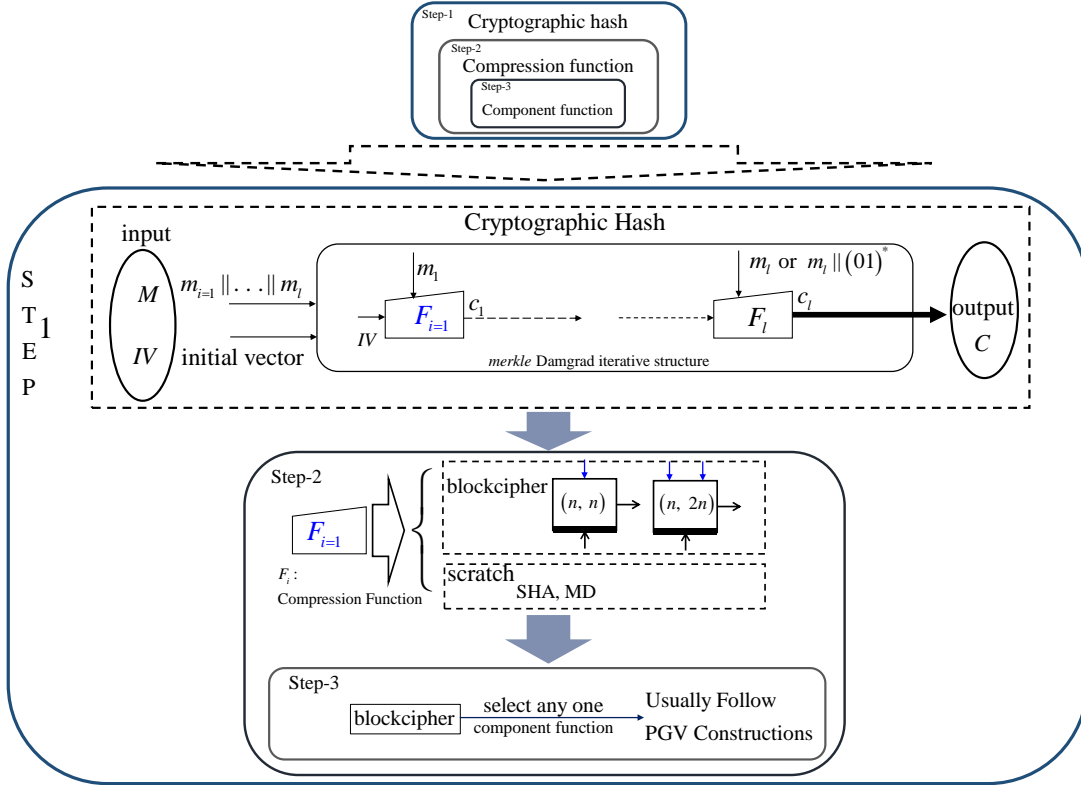 Step-1
Cryptographic hash
Step-2
Compression function
Step-3
Component function
Cryptographic Hash
input
S
T
E
P
1
M
IV
m_{i=1} || . . . || m_l
initial vector
m_1
IV
F_{i=1}
c_1
m_l or m_l || (01)^*
F_l
c_l
merkle Damgrad iterative structure
output
C
Step-2
F_{i=1}
F_i :
Compression Function
blockcipher
(n, n)
(n, 2n)
scratch
SHA, MD
Step-3
blockcipher
select any one
component function
Usually Follow
PGV Constructions